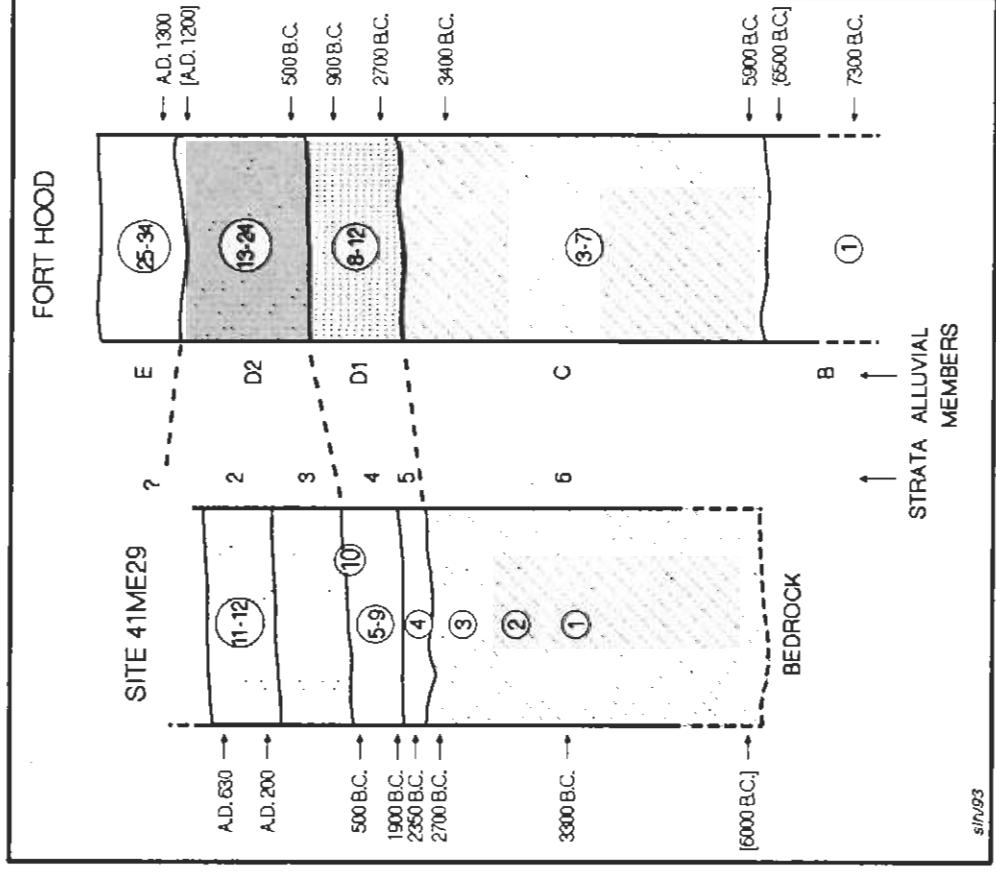 FORT HOOD
25-34
13-24
8-12
3-7
1
A.D. 1300
[A.D. 1200]
500 B.C.
900 B.C.
2700 B.C.
3400 B.C.
5900 B.C.
[6500 B.C.]
7300 B.C.
E
D2
D1
C
B
?
2
3
4
5
6
STRATA ALLUVIAL
MEMBERS
SITE 41ME29
11-12
10
5-9
4
3
2
1
BEDROCK
A.D. 630
A.D. 200
500 B.C.
1900 B.C.
2350 B.C.
2700 B.C.
3300 B.C.
[6000 B.C.]